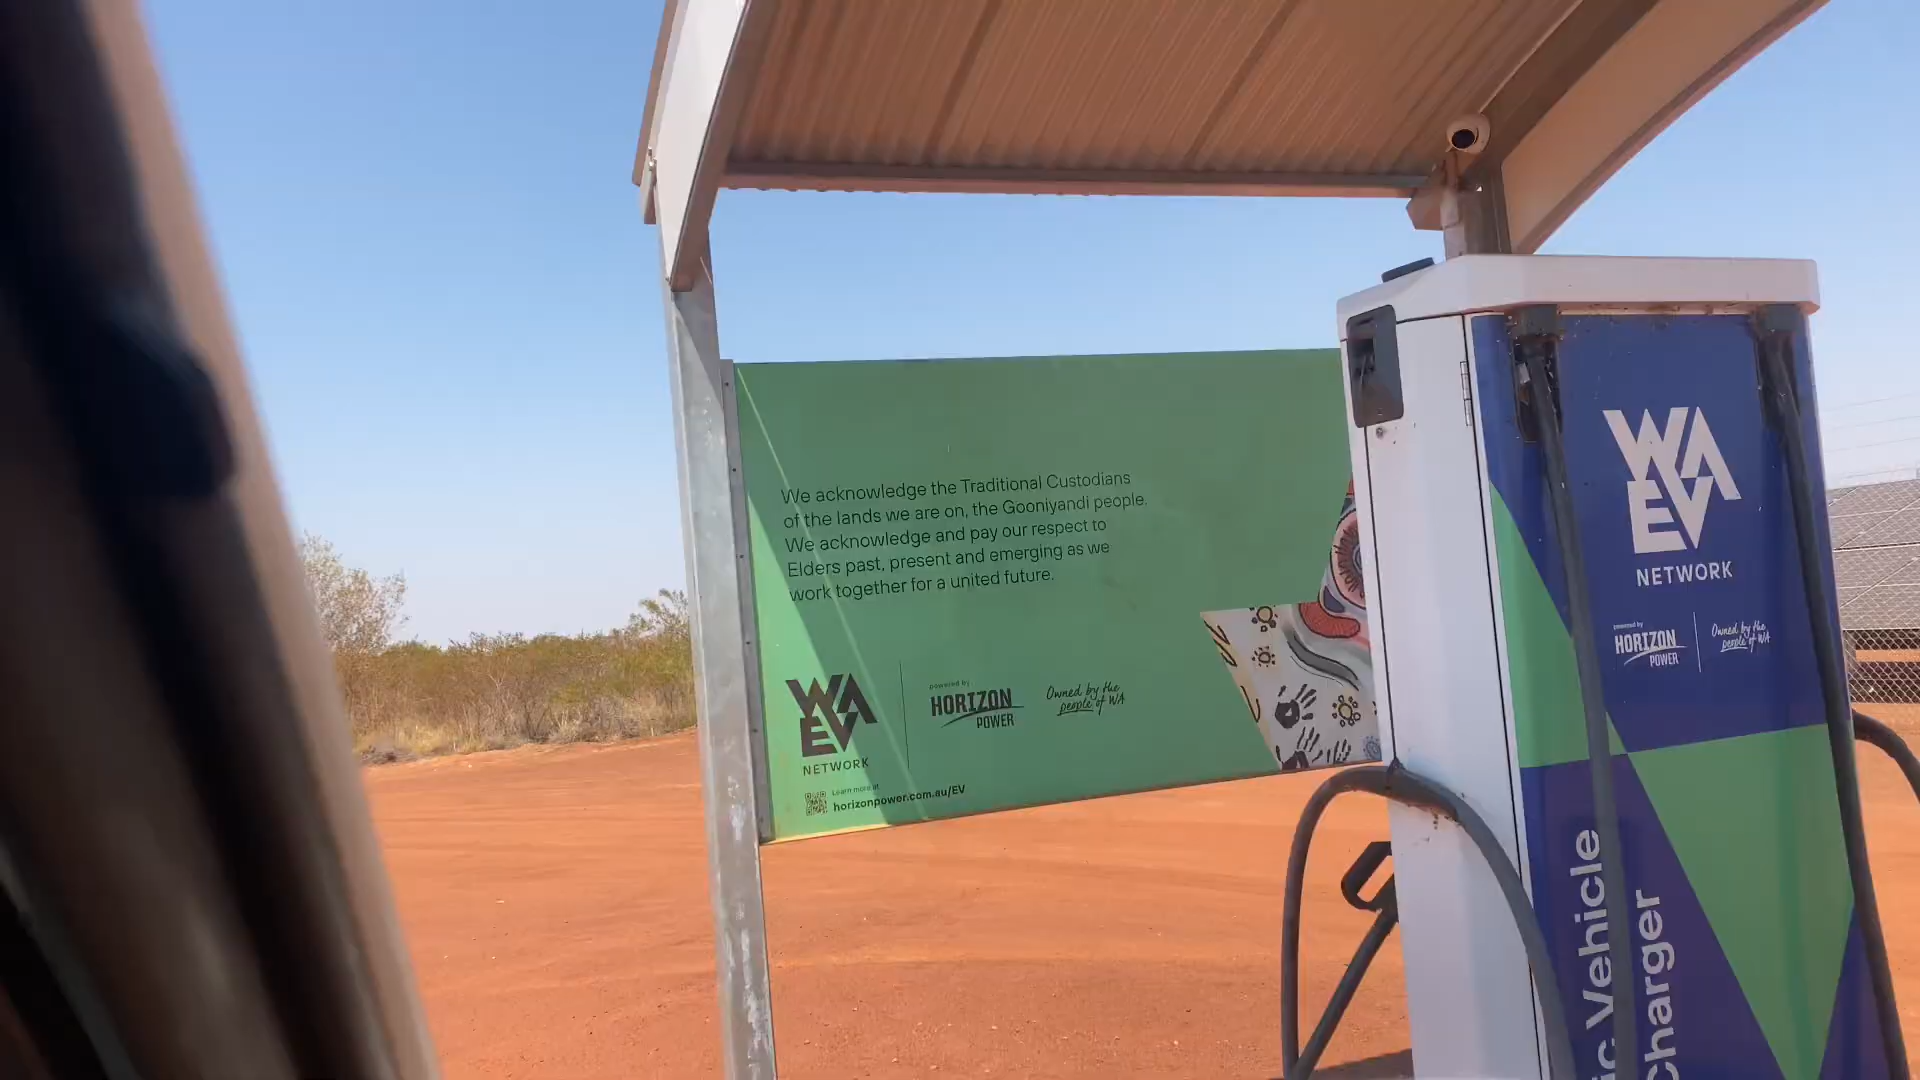 We acknowledge the Traditional Custodians
of the lands we are on, the Gooniyandi people.
We acknowledge and pay our respect to
Elders past, present and emerging as we
work together for a united future.
WA
EV
NETWORK
powered by
HORIZON
POWER
Owned by the
people of WA
Learn more at
horizonpower.com.au/EV
WA
EV
NETWORK
powered by
HORIZON
POWER
Owned by the
people of WA
ic Vehicle
Charger